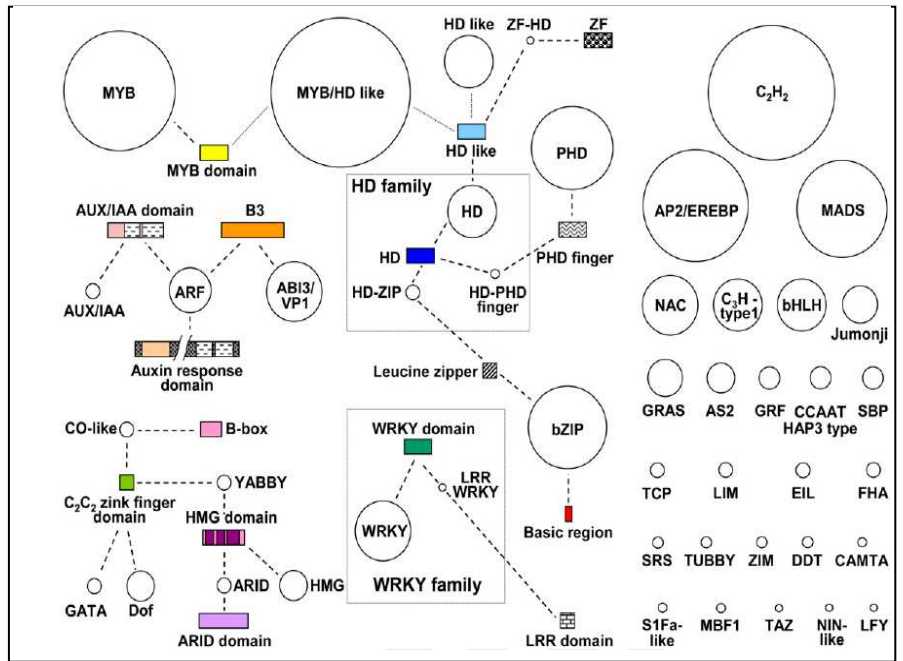 HD like
ZF-HD
ZF
MYB
MYB/HD like
C₂H₂
MYB domain
HD like
PHD
HD family
AUX/IAA domain
B3
HD
AP2/EREBP
MADS
HD
PHD finger
AUX/IAA
ARF
ABI3/
VP1
HD-ZIP
HD-PHD
finger
NAC
C₃H -
type1
bHLH
Jumonji
Auxin response
domain
Leucine zipper
GRAS
AS2
GRF
CCAAT
HAP3 type
SBP
CO-like
B-box
WRKY domain
bZIP
LRR
WRKY
YABBY
C₂C₂ zink finger
domain
TCP
LIM
EIL
FHA
HMG domain
WRKY
Basic region
SRS
TUBBY
ZIM
DDT
CAMTA
GATA
Dof
ARID
HMG
WRKY family
ARID domain
LRR domain
S1Fa-
like
MBF1
TAZ
NIN-
like
LFY